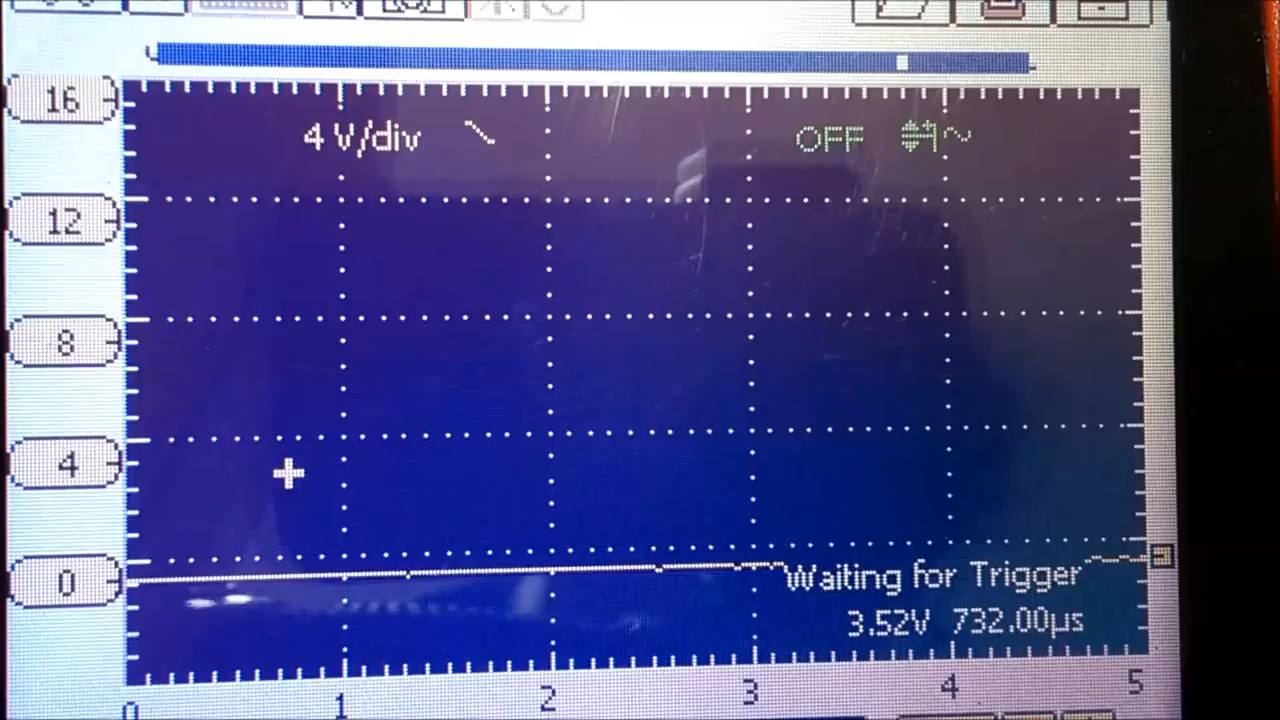 16
4 V/div OFF
12
8
4
0
Waiting for Trigger
3.52V 732.00µs
0 1 2 3 4 5